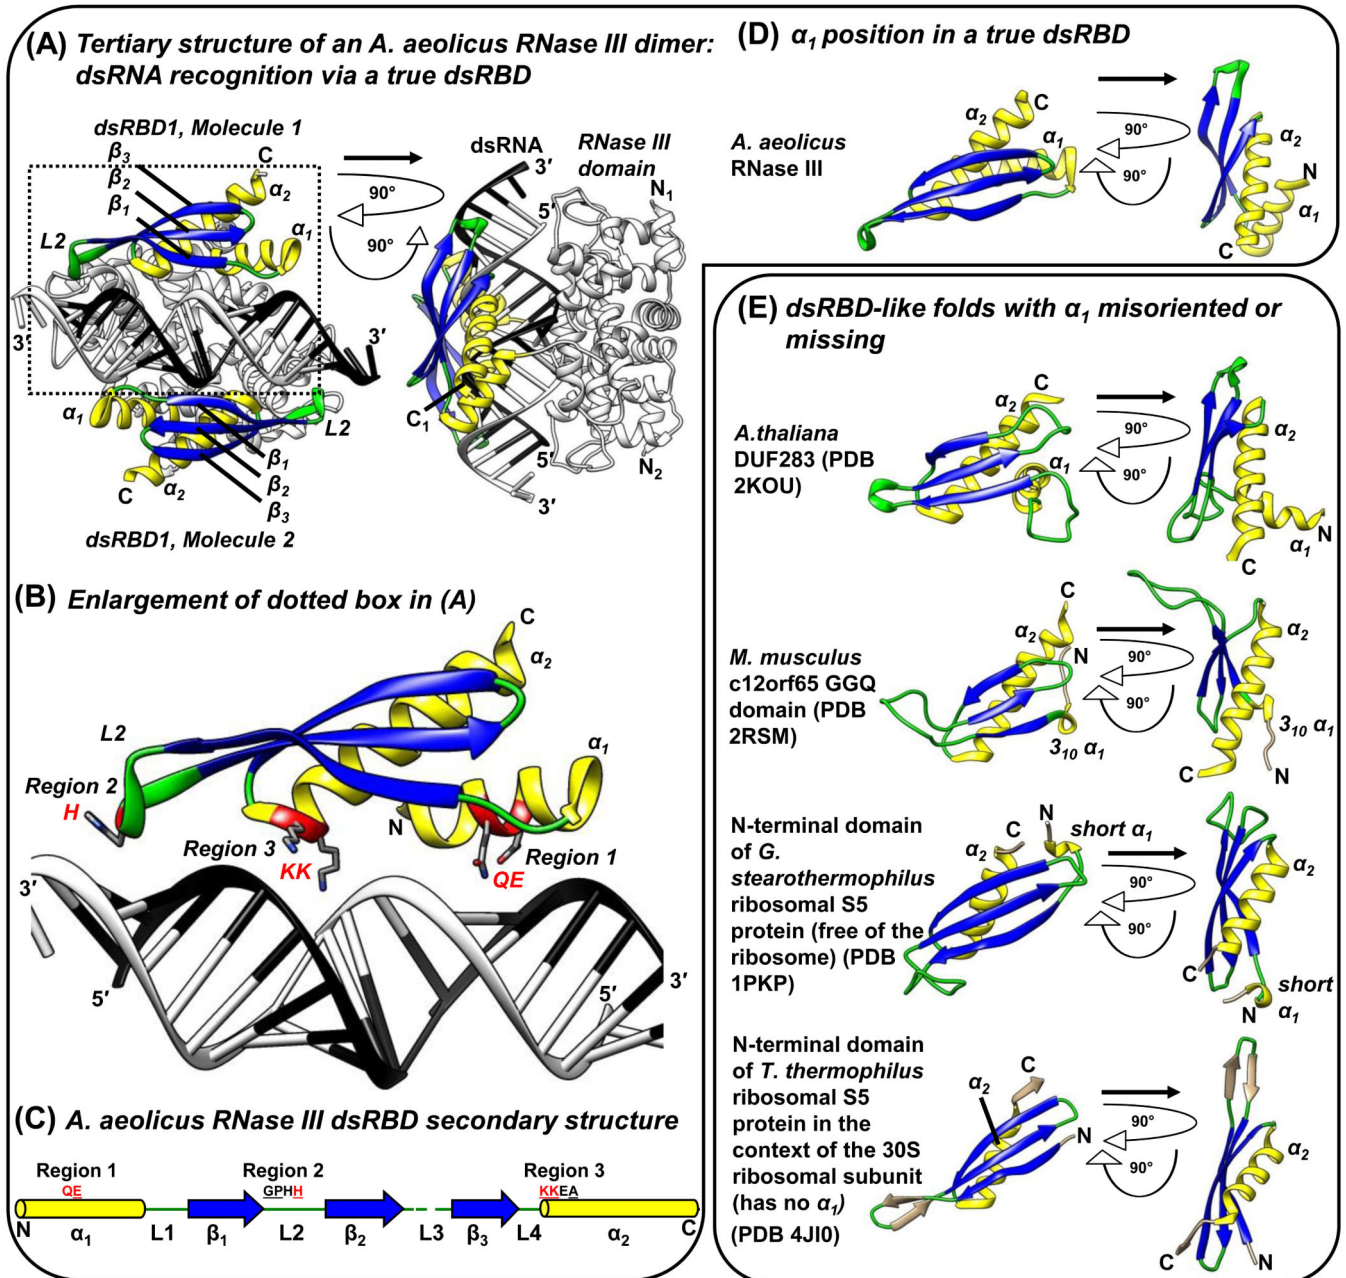 (A) Tertiary structure of an A. aeolicus RNase III dimer:
dsRNA recognition via a true dsRBD
dsRBD1, Molecule 1
β3
β2
β1
C
α2
α1
L2
3′
3′
α1
L2
β1
β2
β3
C
α2
dsRBD1, Molecule 2
90°
90°
dsRNA
3′
RNase III
domain
5′
N1
C1
5′
N2
3′
(B) Enlargement of dotted box in (A)
C
α2
L2
α1
Region 2
H
N
Region 3
KK
Region 1
QE
3′
5′
5′
3′
(C) A. aeolicus RNase III dsRBD secondary structure
Region 1 Region 2 Region 3
QE GPHH KKEA
N α1 L1 β1 L2 β2 L3 β3 L4 α2 C
(D) α1 position in a true dsRBD
A. aeolicus
RNase III
α2
C
α1
90°
90°
α2
N
α1
C
(E) dsRBD-like folds with α1 misoriented or
missing
A.thaliana
DUF283 (PDB
2KOU)
C
α2
α1
90°
90°
α2
N
α1
C
M. musculus
c12orf65 GGQ
domain (PDB
2RSM)
C
α2
N
310 α1
90°
90°
α2
310 α1
C
N
N-terminal domain
of G.
stearothermophilus
ribosomal S5
protein (free of the
ribosome) (PDB
1PKP)
N
C
α2
short α1
90°
90°
α2
C
short
α1
N
N-terminal domain
of T. thermophilus
ribosomal S5
protein in the
context of the 30S
ribosomal subunit
(has no α1)
(PDB 4JI0)
C
α2
N
90°
90°
α2
C
N